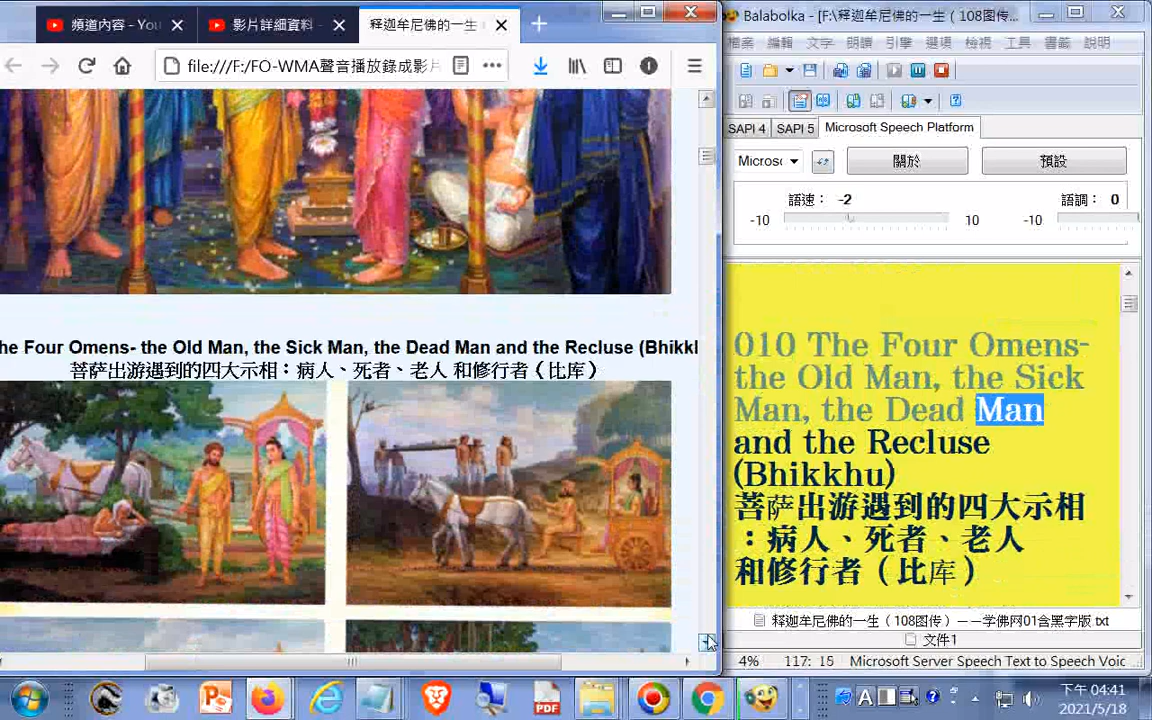 頻道內容 - You
影片詳細資料 -
释迦牟尼佛的一生
Balabolka - [F:\释迦牟尼佛的一生（108图传...
檔案 編輯 文字 朗讀 引擎 選項 檢視 工具 書籤 說明
file:///F:/FO-WMA聲音播放錄成影片
SAPI 4 SAPI 5 Microsoft Speech Platform
Microso
關於
預設
語速： -2
語調： 0
-10 10 -10
he Four Omens- the Old Man, the Sick Man, the Dead Man and the Recluse (Bhikkl
菩萨出游遇到的四大示相：病人、死者、老人 和修行者（比库）
010 The Four Omens-
the Old Man, the Sick
Man, the Dead Man
and the Recluse
(Bhikkhu)
菩萨出游遇到的四大示相
：病人、死者、老人
和修行者（比库）
释迦牟尼佛的一生（108图传）——学佛网01含黑字版.txt
文件1
4% 117: 15 Microsoft Server Speech Text to Speech Voic
PDF
A
下午 04:41
2021/5/18